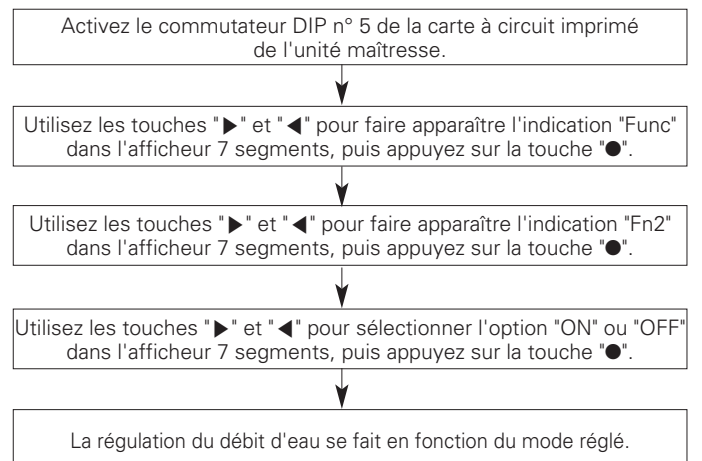 Activez le commutateur DIP n° 5 de la carte à circuit imprimé
de l'unité maîtresse.
Utilisez les touches "▶" et "◀" pour faire apparaître l'indication "Func"
dans l'afficheur 7 segments, puis appuyez sur la touche "●".
Utilisez les touches "▶" et "◀" pour faire apparaître l'indication "Fn2"
dans l'afficheur 7 segments, puis appuyez sur la touche "●".
Utilisez les touches "▶" et "◀" pour sélectionner l'option "ON" ou "OFF"
dans l'afficheur 7 segments, puis appuyez sur la touche "●".
La régulation du débit d'eau se fait en fonction du mode réglé.